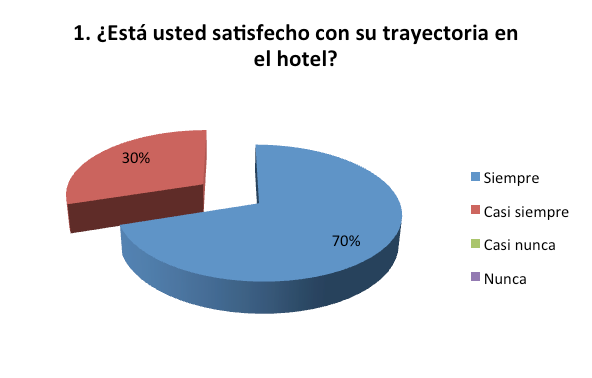 1. ¿Está usted satisfecho con su trayectoria en
el hotel?
30%
70%
Siempre
Casi siempre
Casi nunca
Nunca